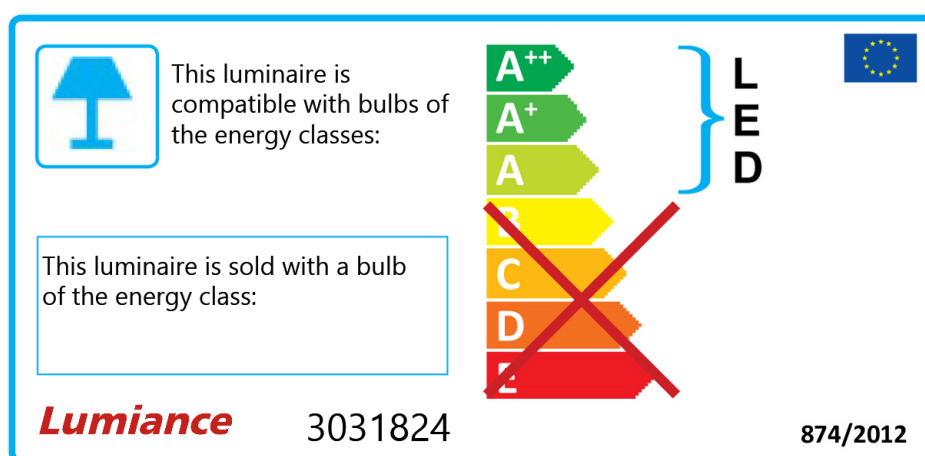 This luminaire is
compatible with bulbs of
the energy classes:
A++
A+
A
B
C
D
E
L
E
D
This luminaire is sold with a bulb
of the energy class:
Lumiance 3031824
874/2012